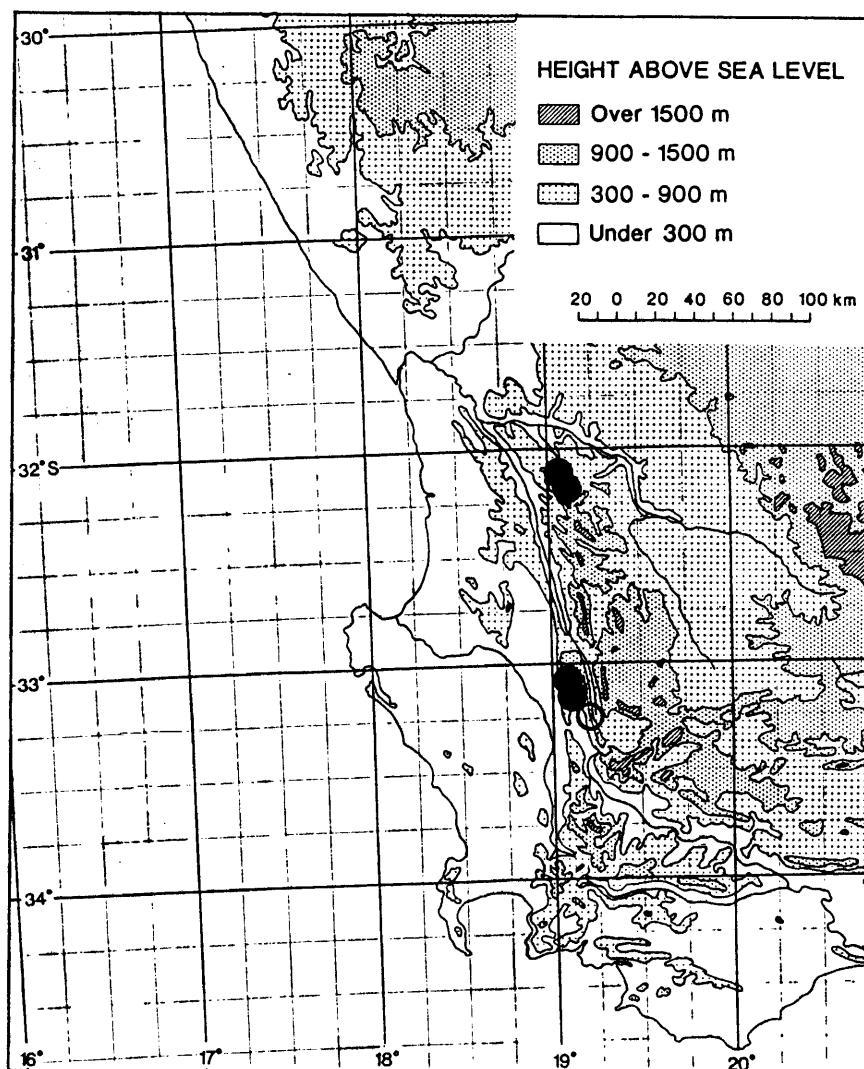 30°
HEIGHT ABOVE SEA LEVEL
Over 1500 m
900 - 1500 m
300 - 900 m
Under 300 m
31°
20 0 20 40 60 80 100 km
32°S
33°
34°
16° 17° 18° 19° 20°